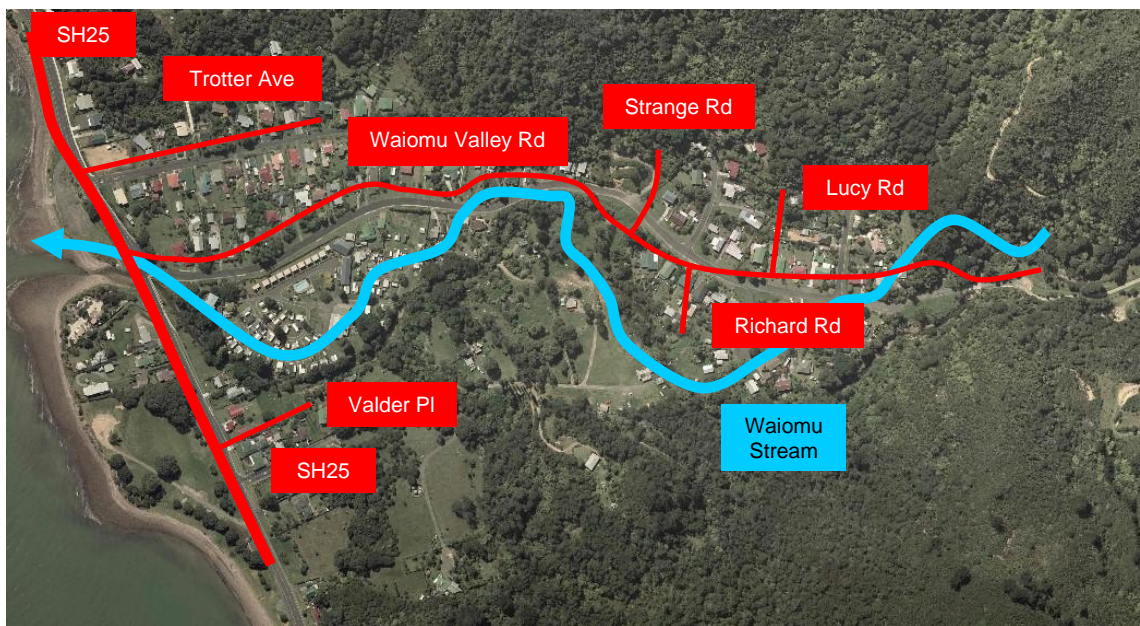 SH25
Trotter Ave
Strange Rd
Waiomu Valley Rd
Lucy Rd
Richard Rd
Valder Pl
Waiomu
Stream
SH25